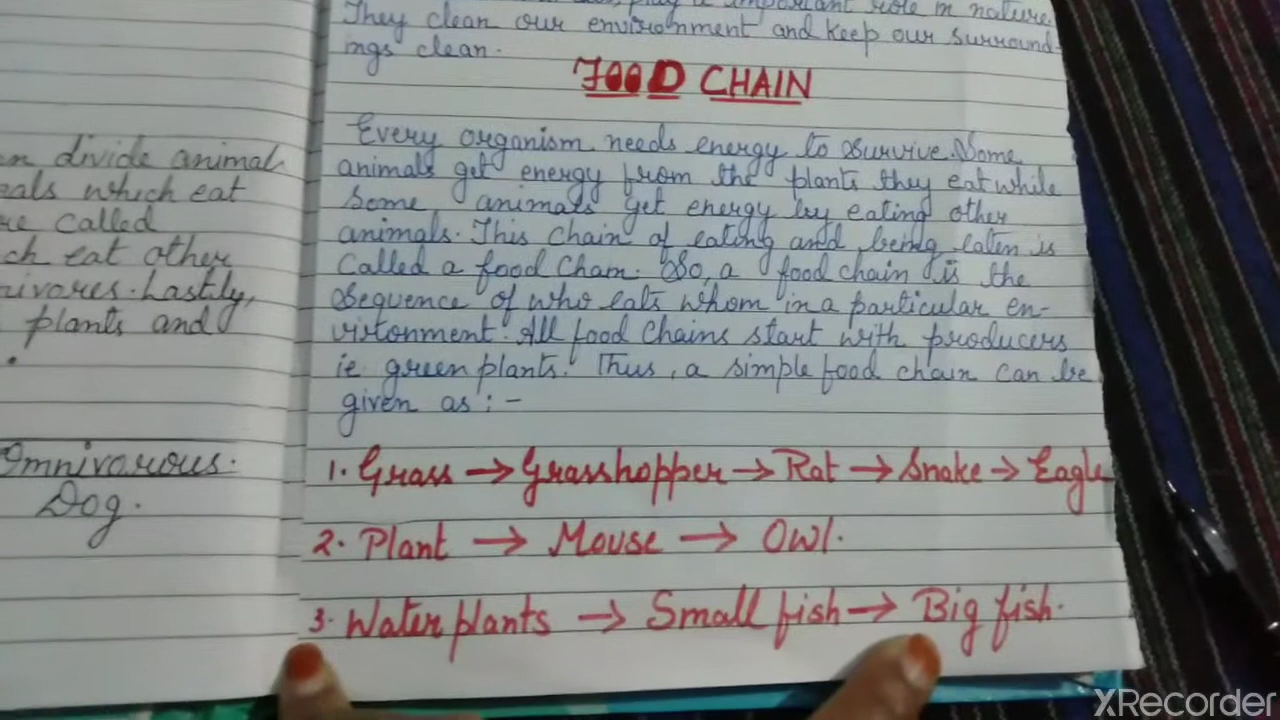 important role in nature.
They clean our environment and keep our surround-
ings clean.
FOOD CHAIN
Every organism needs energy to survive. Some
animals get energy from the plants they eat while
some animals get energy by eating other
animals. This chain of eating and being eaten is
called a food chain. So, a food chain is the
sequence of who eats whom in a particular en-
vironment. All food chains start with producers
ie green plants. Thus, a simple food chain can be
given as :-
1. Grass → Grasshopper → Rat → Snake → Eagle
2. Plant → Mouse → Owl.
3. Water plants → Small fish → Big fish.
divide animal
which eat
called
eat other
Lastly,
plants and
Omnivorous.
Dog.
XRecorder